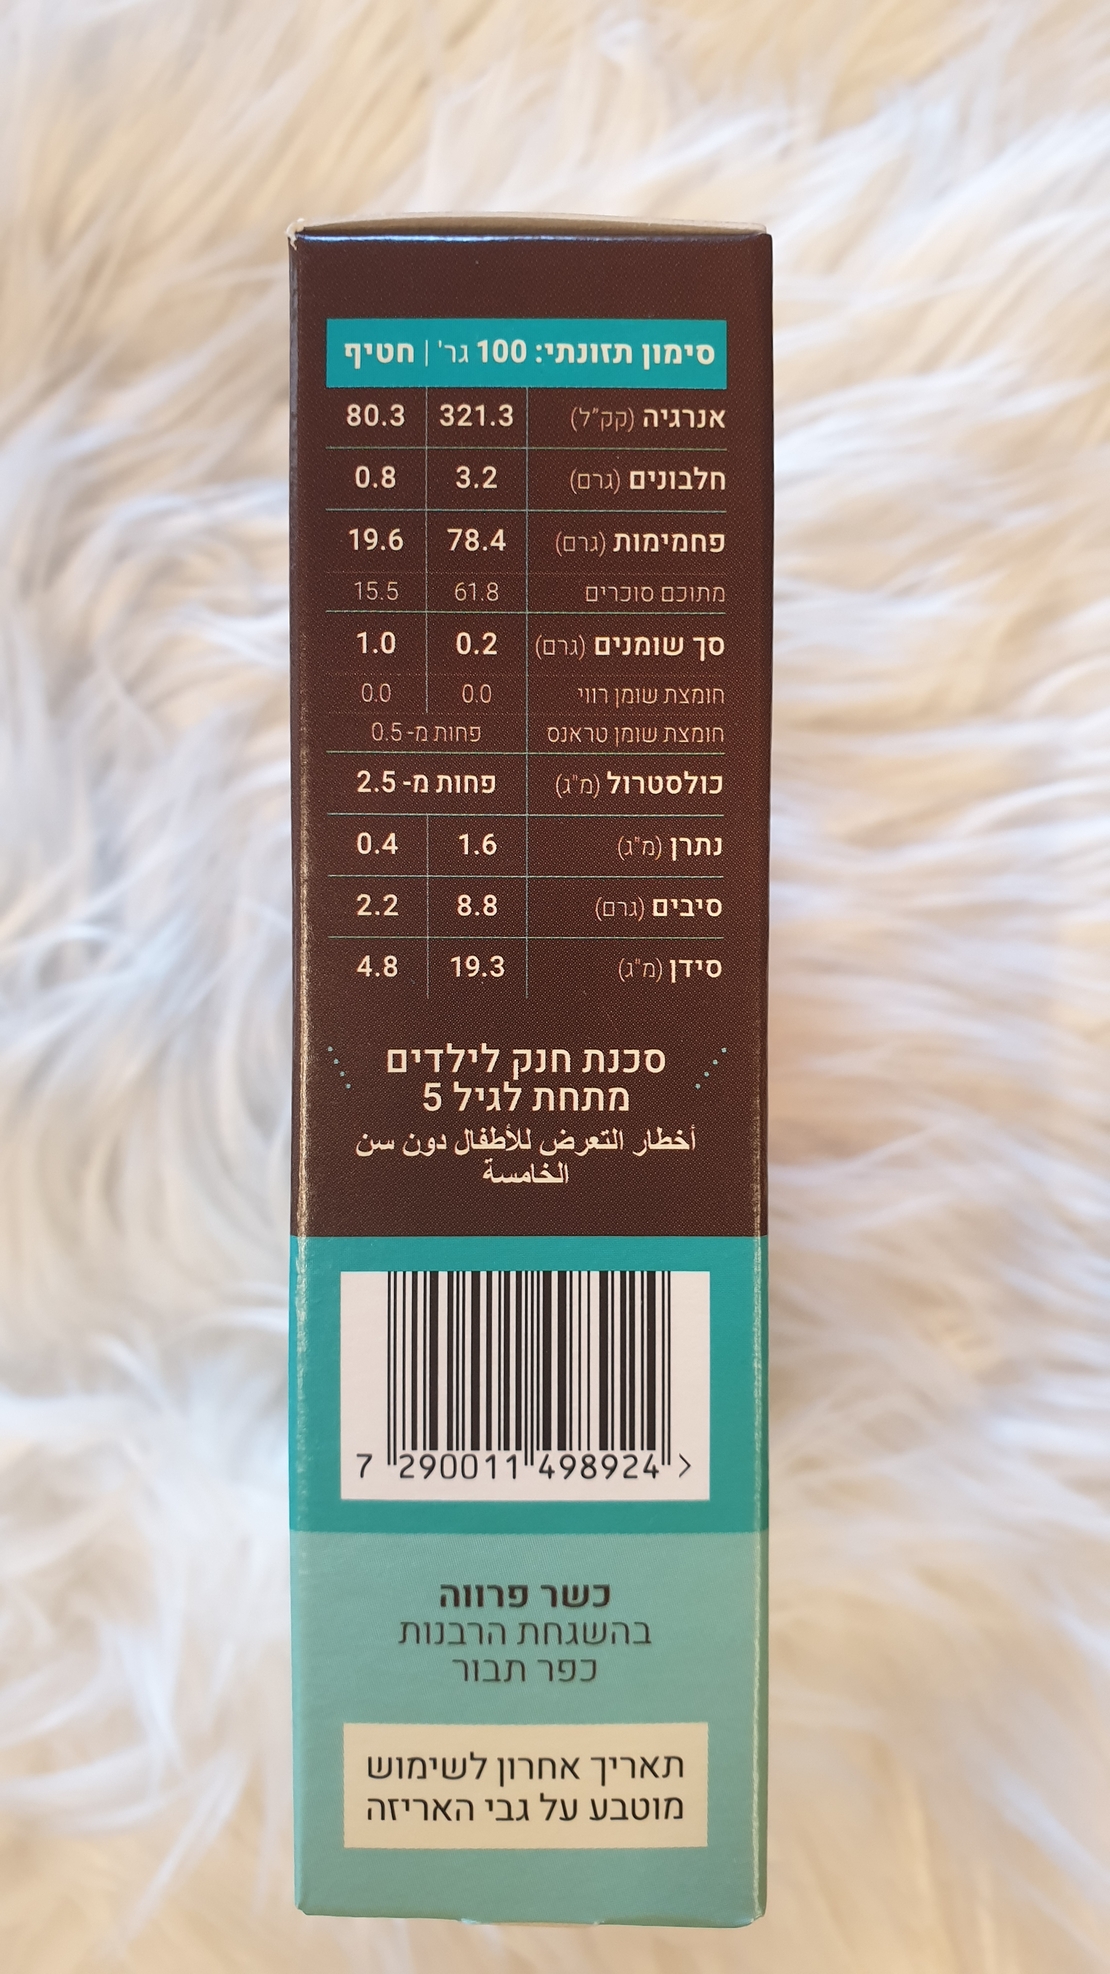 סימון תזונתי: 100 גר' | חטיף
אנרגיה (קק"ל) 321.3 80.3
חלבונים (גרם) 3.2 0.8
פחמימות (גרם) 78.4 19.6
מתוכם סוכרים 61.8 15.5
סך שומנים (גרם) 0.2 1.0
חומצת שומן רווי 0.0 0.0
חומצת שומן טראנס פחות מ- 0.5
כולסטרול (מ"ג) פחות מ- 2.5
נתרן (מ"ג) 1.6 0.4
סיבים (גרם) 8.8 2.2
סידן (מ"ג) 19.3 4.8
סכנת חנק לילדים
מתחת לגיל 5
أخطار التعرض للأطفال دون سن
الخامسة
7 290011 498924 >
כשר פרווה
בהשגחת הרבנות
כפר תבור
תאריך אחרון לשימוש
מוטבע על גבי האריזה